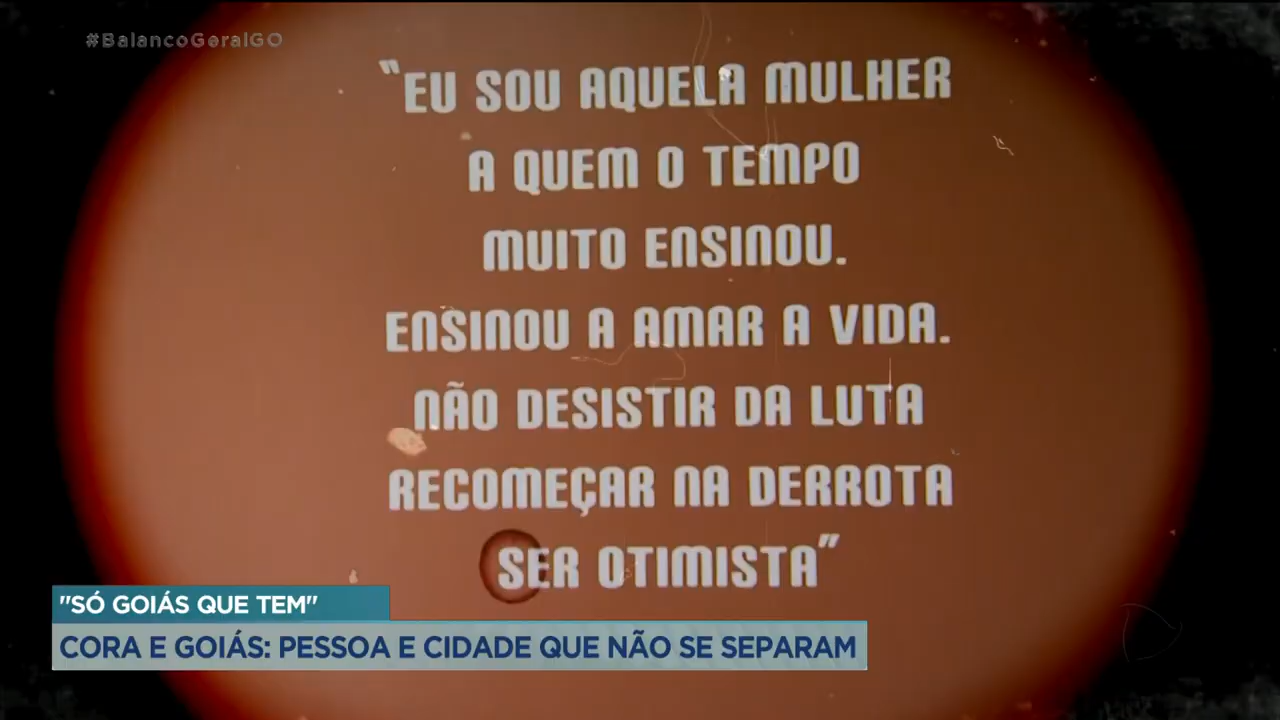 #BalancoGeralGO
"EU SOU AQUELA MULHER
A QUEM O TEMPO
MUITO ENSINOU.
ENSINOU A AMAR A VIDA.
NÃO DESISTIR DA LUTA
RECOMEÇAR NA DERROTA
SER OTIMISTA"
"SÓ GOIÁS QUE TEM"
CORA E GOIÁS: PESSOA E CIDADE QUE NÃO SE SEPARAM